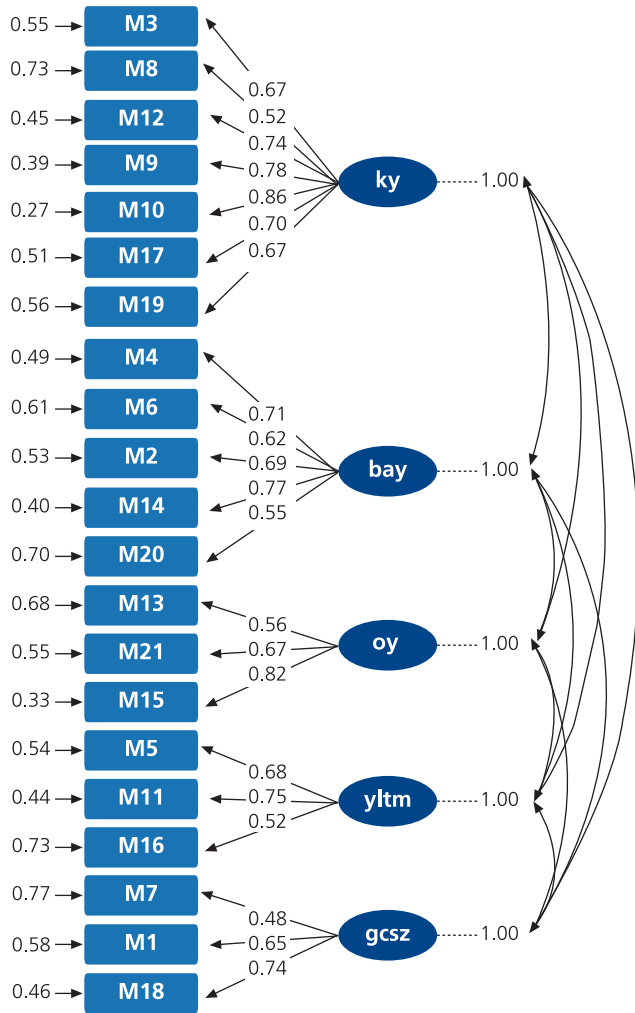 0.55 M3
0.73 M8
0.67
0.52
0.45 M12
0.74
0.39 M9
0.78
ky 1.00
0.27 M10
0.86
0.70
0.51 M17
0.67
0.56 M19
0.49 M4
0.61 M6
0.71
0.62
0.53 M2
0.69
bay 1.00
0.77
0.40 M14
0.55
0.70 M20
0.68 M13
0.56
0.55 M21
0.67
oy 1.00
0.82
0.33 M15
0.54 M5
0.68
0.44 M11
0.75
yltm 1.00
0.52
0.73 M16
0.77 M7
0.48
0.58 M1
0.65
gcsz 1.00
0.74
0.46 M18